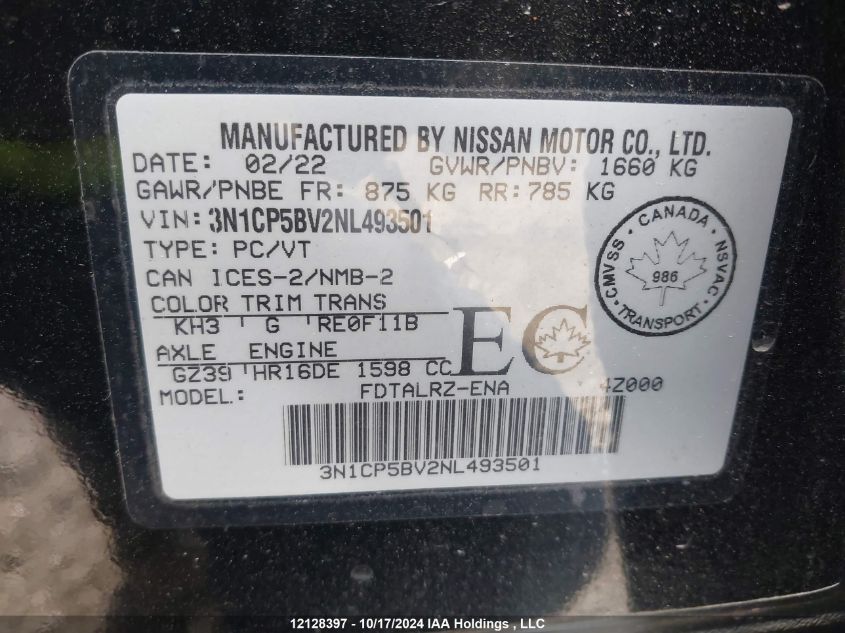 MANUFACTURED BY NISSAN MOTOR CO., LTD.
DATE: 02/22 GVWR/PNBV: 1660 KG
GAWR/PNBE FR: 875 KG RR: 785 KG
VIN: 3N1CP5BV2NL493501
TYPE: PC/VT
CAN ICES-2/NMB-2
COLOR TRIM TRANS
KH3 G RE0F11B
AXLE ENGINE
GZ39 HR16DE 1598 CC
MODEL: FDTALRZ-ENA 4Z000
3N1CP5BV2NL493501
EC
CANADA
CMVSS NSVAC
986
TRANSPORT
12128397 - 10/17/2024 IAA Holdings , LLC